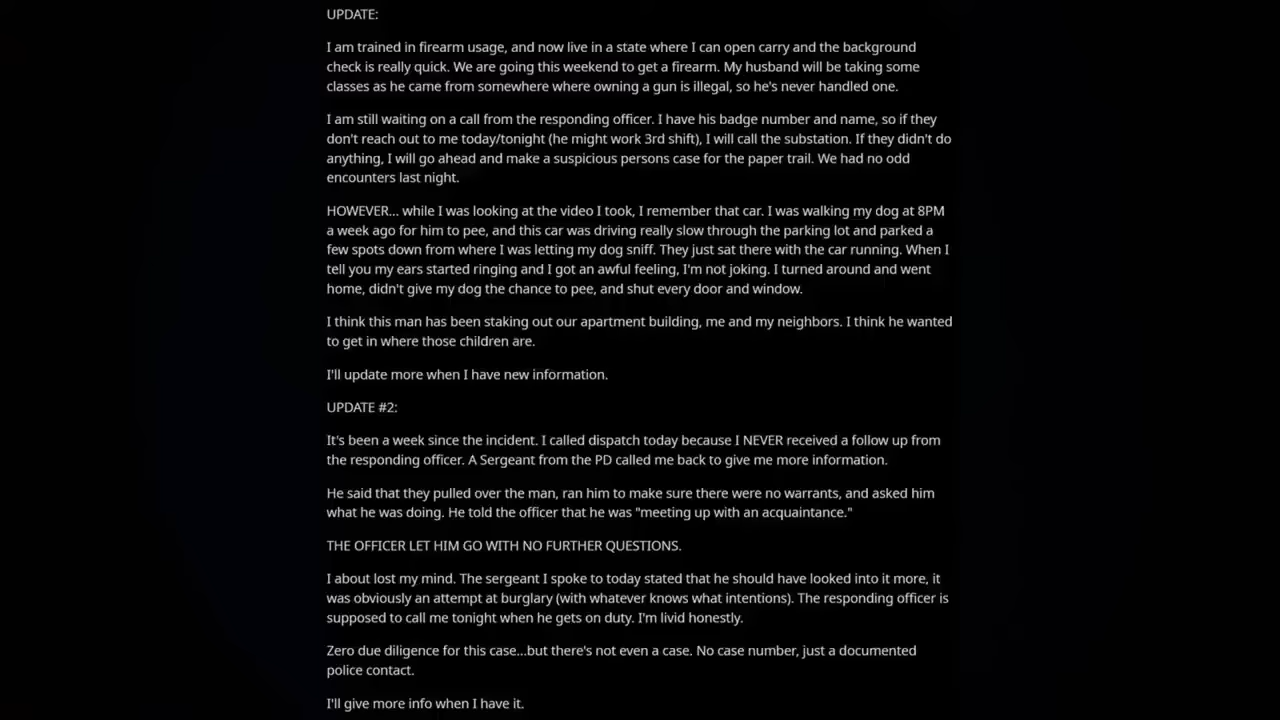 UPDATE:
I am trained in firearm usage, and now live in a state where I can open carry and the background
check is really quick. We are going this weekend to get a firearm. My husband will be taking some
classes as he came from somewhere where owning a gun is illegal, so he's never handled one.
I am still waiting on a call from the responding officer. I have his badge number and name, so if they
don't reach out to me today/tonight (he might work 3rd shift), I will call the substation. If they didn't do
anything, I will go ahead and make a suspicious persons case for the paper trail. We had no odd
encounters last night.
HOWEVER... while I was looking at the video I took, I remember that car. I was walking my dog at 8PM
a week ago for him to pee, and this car was driving really slow through the parking lot and parked a
few spots down from where I was letting my dog sniff. They just sat there with the car running. When I
tell you my ears started ringing and I got an awful feeling, I'm not joking. I turned around and went
home, didn't give my dog the chance to pee, and shut every door and window.
I think this man has been staking out our apartment building, me and my neighbors. I think he wanted
to get in where those children are.
I'll update more when I have new information.
UPDATE #2:
It's been a week since the incident. I called dispatch today because I NEVER received a follow up from
the responding officer. A Sergeant from the PD called me back to give me more information.
He said that they pulled over the man, ran him to make sure there were no warrants, and asked him
what he was doing. He told the officer that he was "meeting up with an acquaintance."
THE OFFICER LET HIM GO WITH NO FURTHER QUESTIONS.
I about lost my mind. The sergeant I spoke to today stated that he should have looked into it more, it
was obviously an attempt at burglary (with whatever knows what intentions). The responding officer is
supposed to call me tonight when he gets on duty. I'm livid honestly.
Zero due diligence for this case...but there's not even a case. No case number, just a documented
police contact.
I'll give more info when I have it.